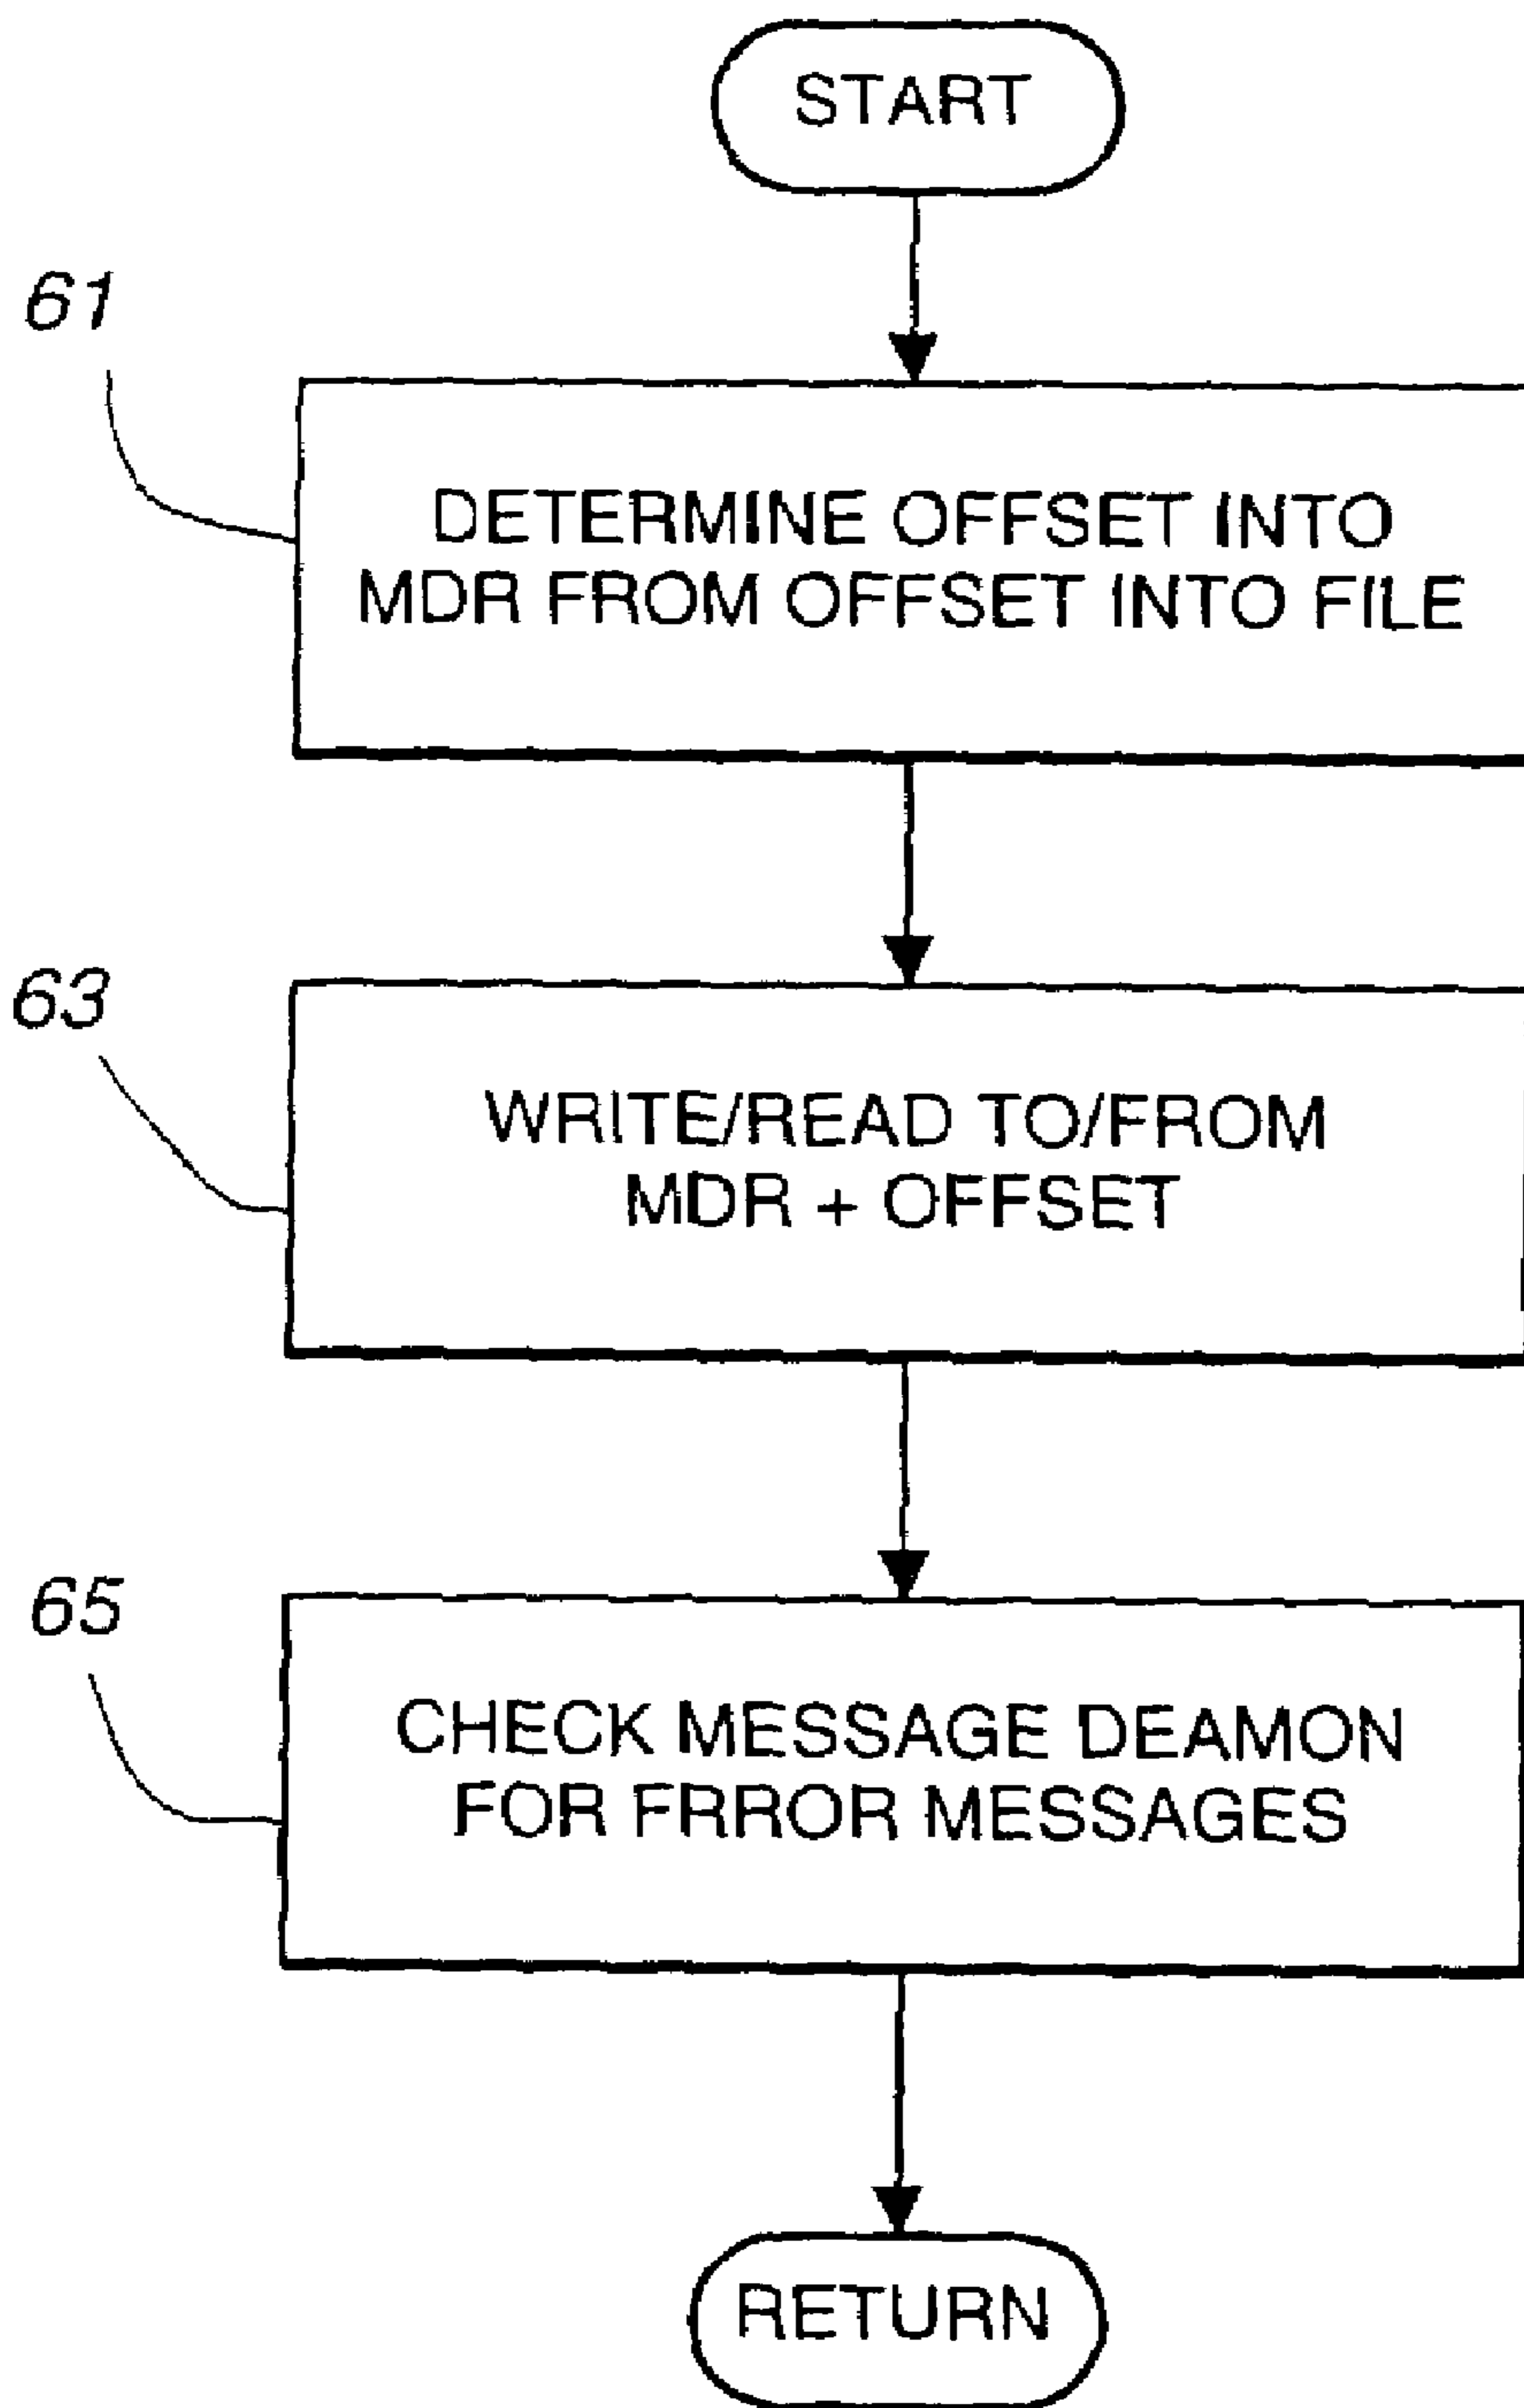 START
61
DETERMINE OFFSET INTO
MDR FROM OFFSET INTO FILE
63
WRITE/READ TO/FROM
MDR + OFFSET
65
CHECK MESSAGE DEAMON
FOR FRROR MESSAGES
RETURN